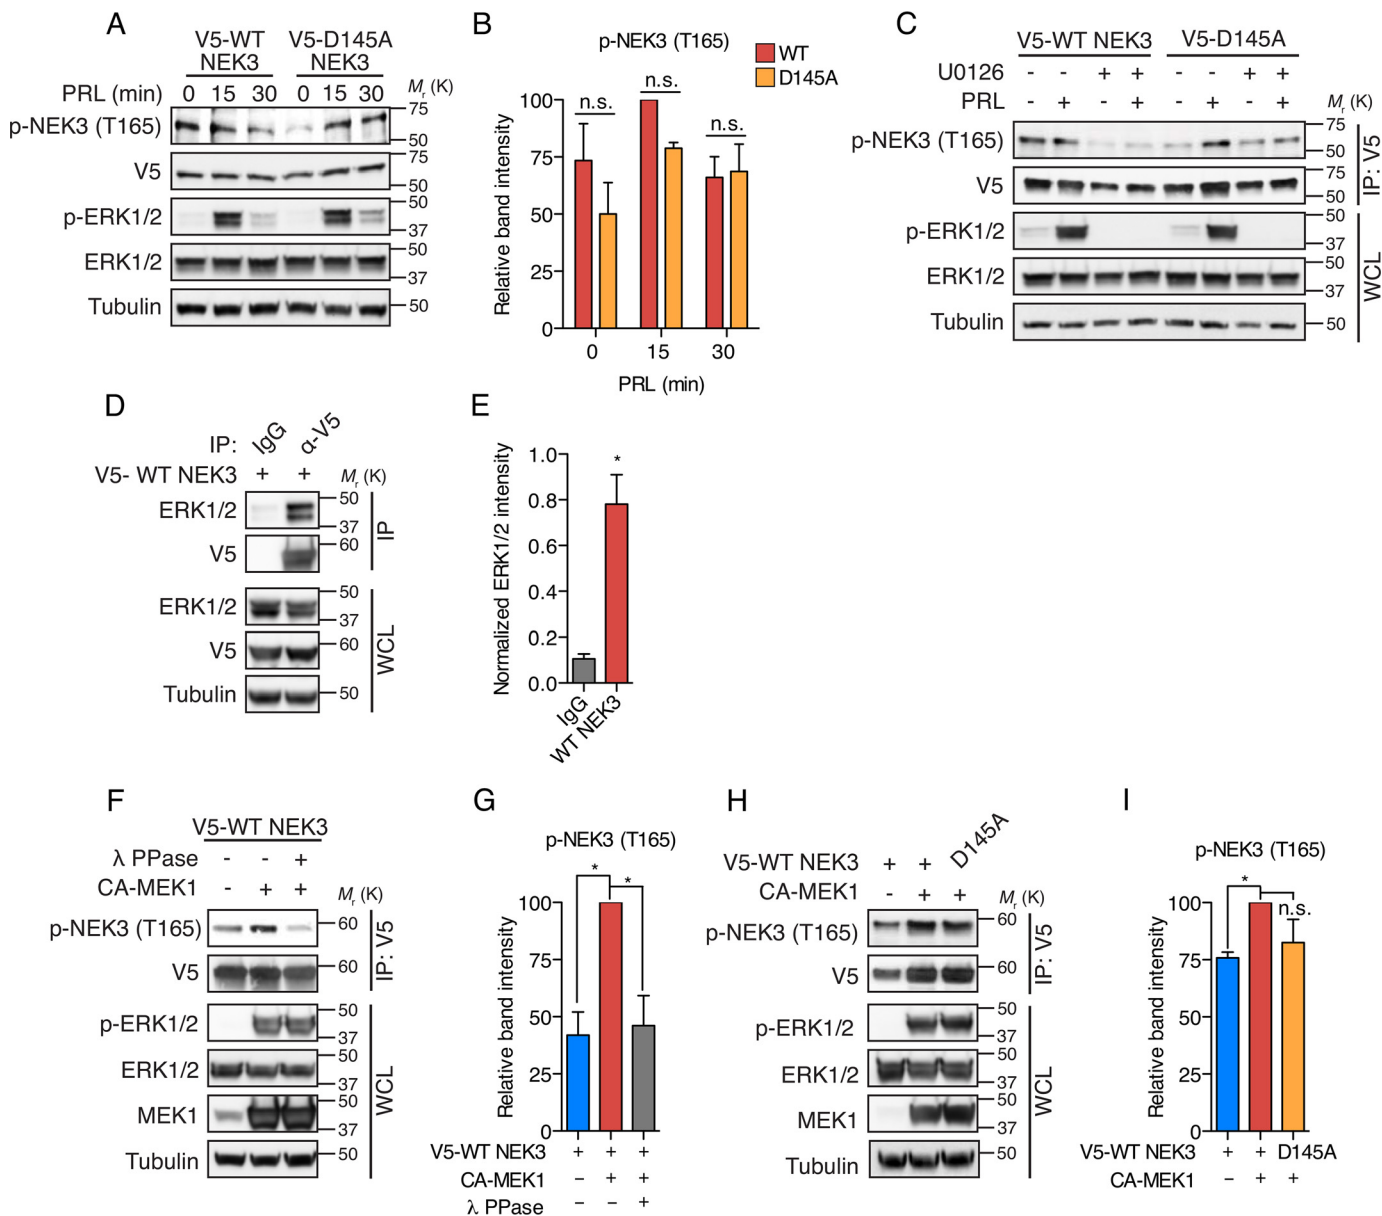 A
V5-WT V5-D145A
NEK3 NEK3
PRL (min) 0 15 30 0 15 30 Mr (K)
p-NEK3 (T165) 75 50
V5 75 50
p-ERK1/2 50 37
ERK1/2 50 37
Tubulin 50
B
p-NEK3 (T165)
WT
D145A
Relative band intensity
100
75
50
25
0
n.s. n.s. n.s.
0 15 30
PRL (min)
C
V5-WT NEK3 V5-D145A
U0126 - - + + - - + +
PRL - + - + - + - + Mr (K)
p-NEK3 (T165) 75 50
V5 75 50
IP: V5
p-ERK1/2 50 37
ERK1/2 50 37
Tubulin 50
WCL
D
IP: IgG α-V5
V5- WT NEK3 + + Mr (K)
ERK1/2 50 37
V5 60
IP
ERK1/2 50 37
V5 60
Tubulin 50
WCL
E
Normalized ERK1/2 intensity
1.0
0.8
0.6
0.4
0.2
0.0
*
IgG
WT NEK3
F
V5-WT NEK3
λ PPase - - +
CA-MEK1 - + + Mr (K)
p-NEK3 (T165) 60
V5 60
IP: V5
p-ERK1/2 50 37
ERK1/2 50 37
MEK1 50 37
Tubulin 50
WCL
G
p-NEK3 (T165)
Relative band intensity
100
75
50
25
0
* *
V5-WT NEK3 + + +
CA-MEK1 – + +
λ PPase – – +
H
V5-WT NEK3 + + D145A
CA-MEK1 - + + Mr (K)
p-NEK3 (T165) 60
V5 60
IP: V5
p-ERK1/2 50 37
ERK1/2 50 37
MEK1 50 37
Tubulin 50
WCL
I
p-NEK3 (T165)
Relative band intensity
100
75
50
25
0
* n.s.
V5-WT NEK3 + + D145A
CA-MEK1 – + +